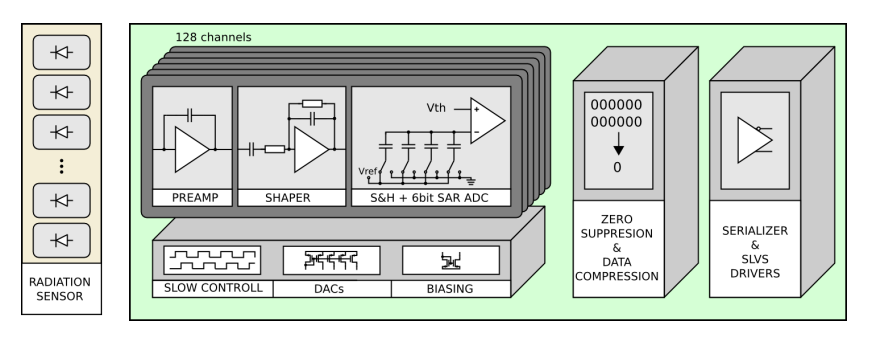 128 channels
Vth
+
−
Vref
PREAMP
SHAPER
S&H + 6bit SAR ADC
SLOW CONTROLL
DACs
BIASING
RADIATION
SENSOR
000000
000000
0
ZERO
SUPPRESION
&
DATA
COMPRESSION
SERIALIZER
&
SLVS
DRIVERS